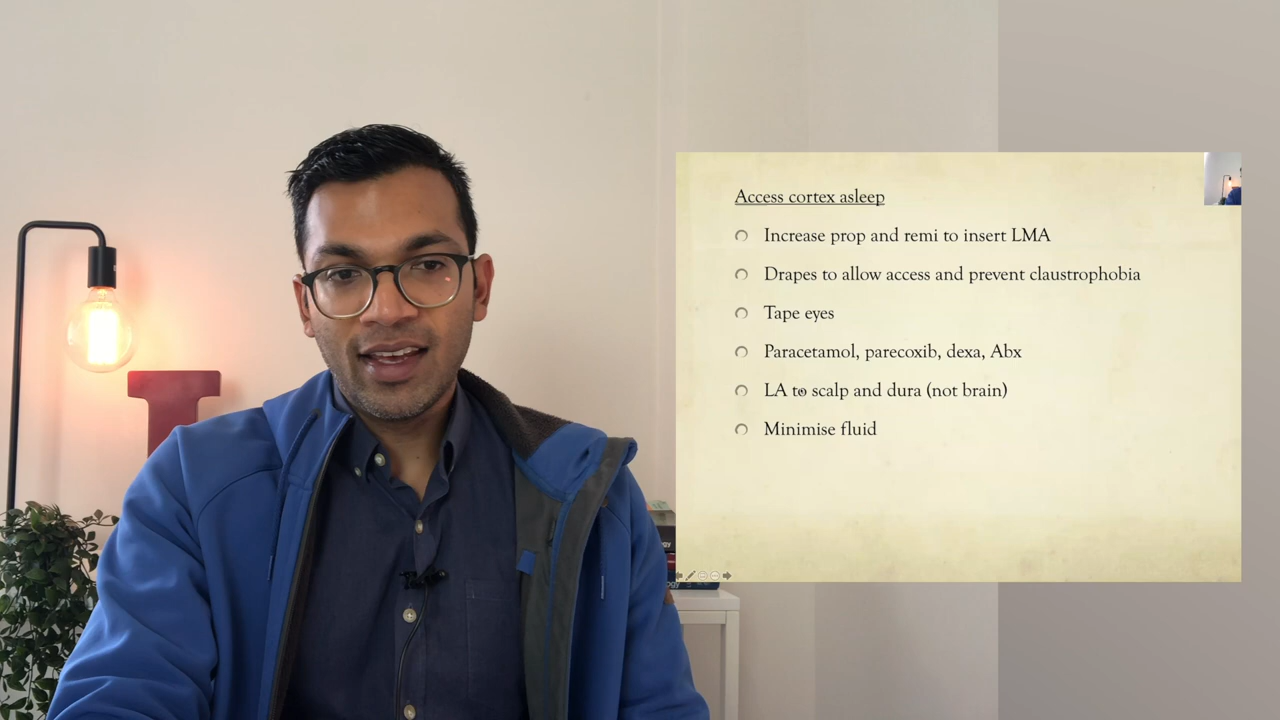 Access cortex asleep
Increase prop and remi to insert LMA
Drapes to allow access and prevent claustrophobia
Tape eyes
Paracetamol, parecoxib, dexa, Abx
LA to scalp and dura (not brain)
Minimise fluid